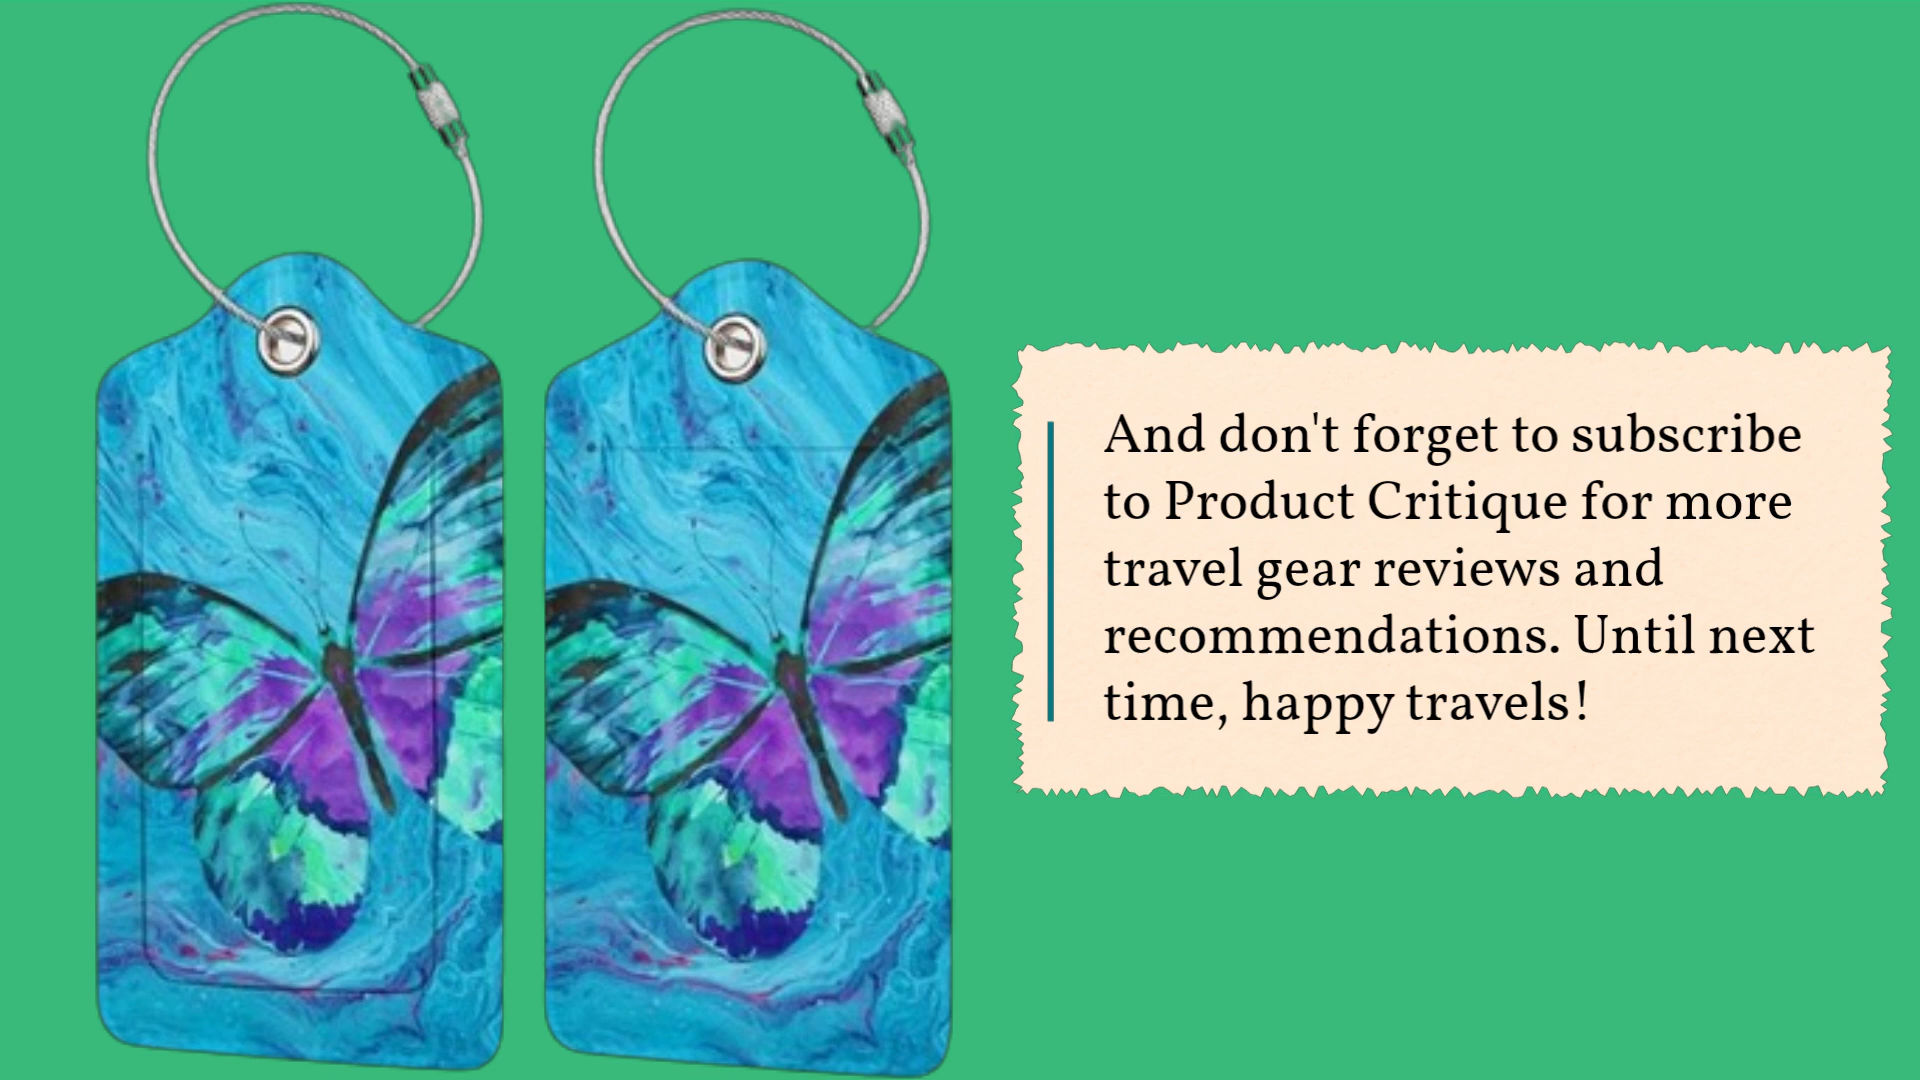 And don't forget to subscribe
to Product Critique for more
travel gear reviews and
recommendations. Until next
time, happy travels!